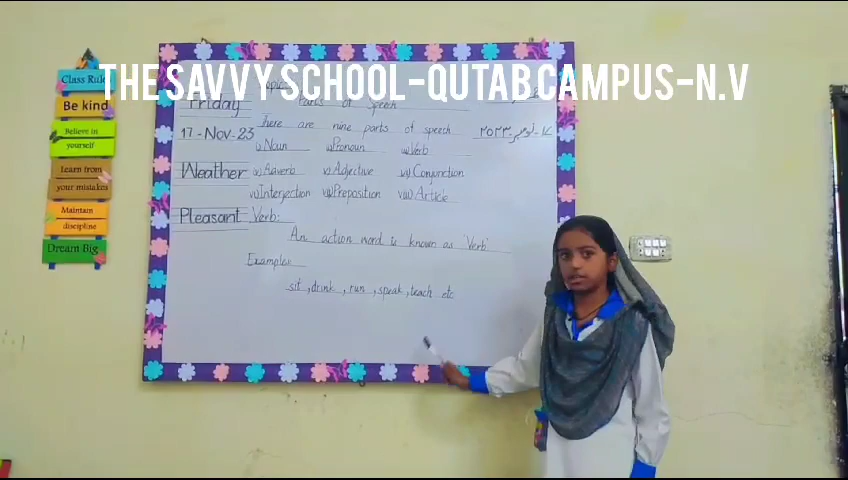 THE SAVVY SCHOOL-QUTAB CAMPUS-N.V
Class Rules
Be kind
Believe in
yourself
Learn from
your mistakes
Maintain
discipline
Dream Big
Friday
17-Nov-23
Weather
Pleasant
Topic:
Parts of Speech
There are nine parts of speech
i) Noun ii) Pronoun iii) Verb
iv) Adverb v) Adjective vi) Conjunction
vii) Interjection viii) Preposition viiii) Article
Verb:
An action word is known as 'Verb'
Examples
sit, drink, run, speak, teach etc